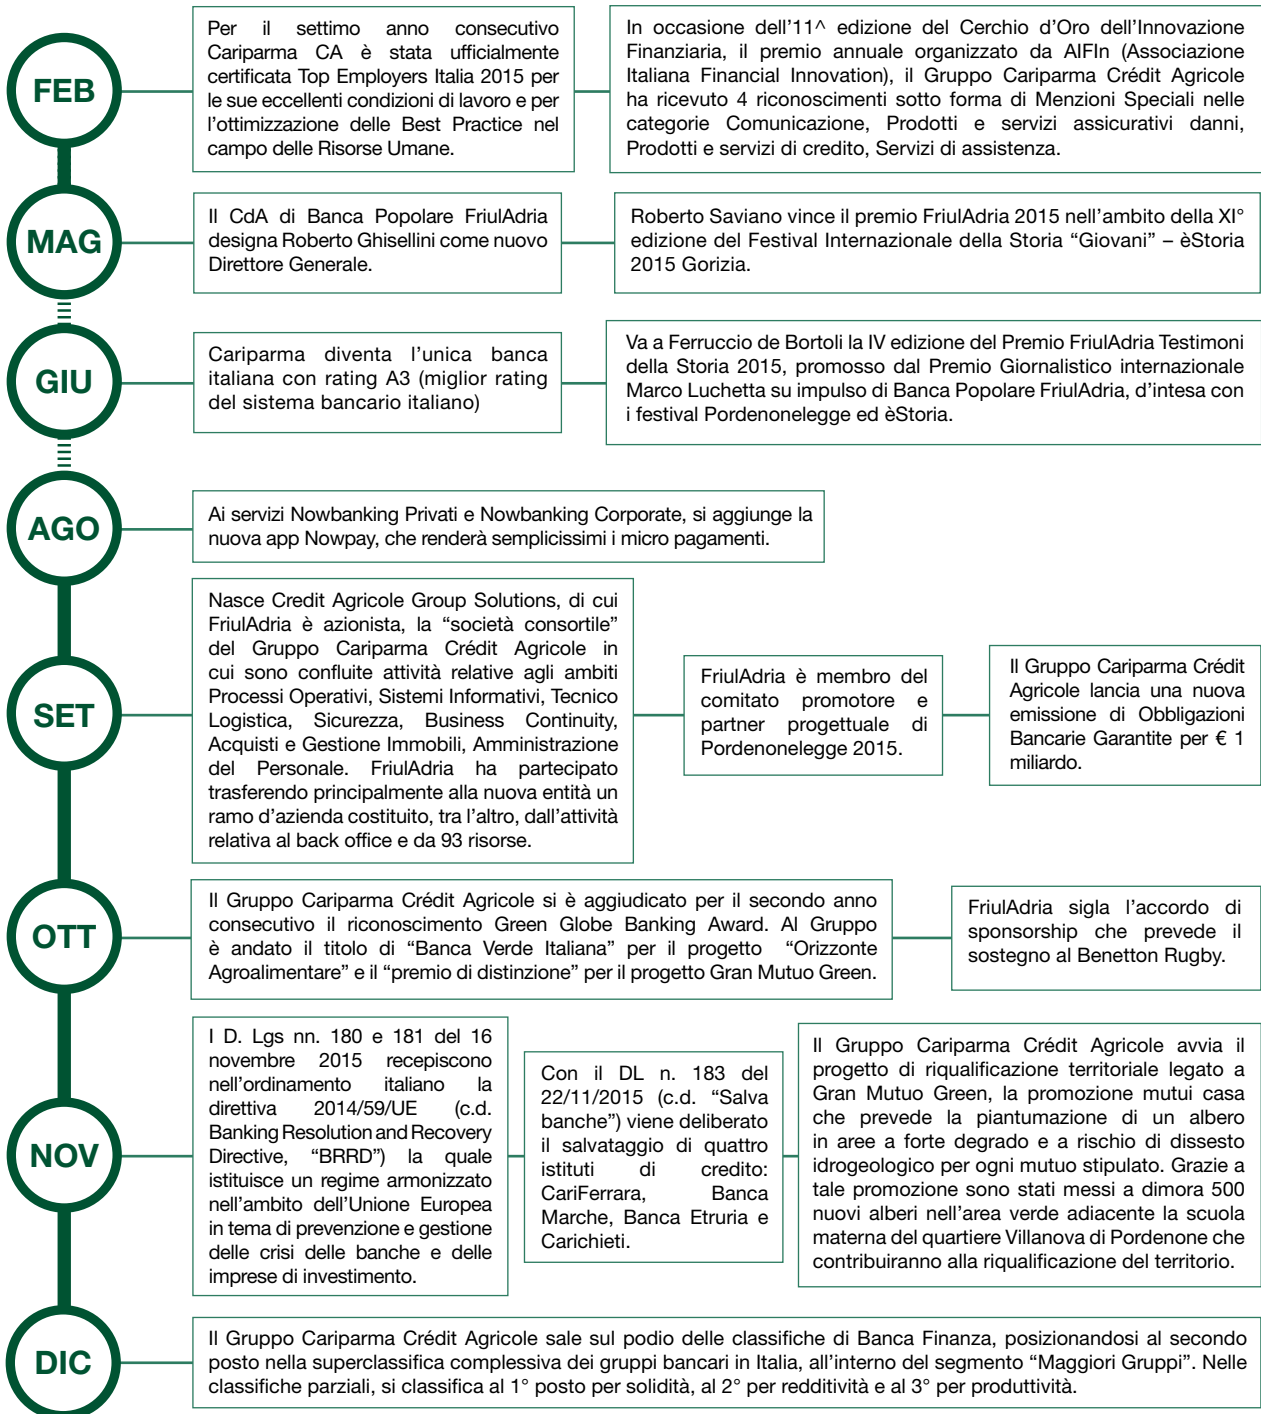 FEB
Per il settimo anno consecutivo
Cariparma CA è stata ufficialmente
certificata Top Employers Italia 2015 per
le sue eccellenti condizioni di lavoro e per
l'ottimizzazione delle Best Practice nel
campo delle Risorse Umane.
In occasione dell'11^ edizione del Cerchio d'Oro dell'Innovazione
Finanziaria, il premio annuale organizzato da AIFIn (Associazione
Italiana Financial Innovation), il Gruppo Cariparma Crédit Agricole
ha ricevuto 4 riconoscimenti sotto forma di Menzioni Speciali nelle
categorie Comunicazione, Prodotti e servizi assicurativi danni,
Prodotti e servizi di credito, Servizi di assistenza.
MAG
Il CdA di Banca Popolare FriulAdria
designa Roberto Ghisellini come nuovo
Direttore Generale.
Roberto Saviano vince il premio FriulAdria 2015 nell'ambito della XI°
edizione del Festival Internazionale della Storia “Giovani” – èStoria
2015 Gorizia.
GIU
Cariparma diventa l'unica banca
italiana con rating A3 (miglior rating
del sistema bancario italiano)
Va a Ferruccio de Bortoli la IV edizione del Premio FriulAdria Testimoni
della Storia 2015, promosso dal Premio Giornalistico internazionale
Marco Luchetta su impulso di Banca Popolare FriulAdria, d'intesa con
i festival Pordenonelegge ed èStoria.
AGO
Ai servizi Nowbanking Privati e Nowbanking Corporate, si aggiunge la
nuova app Nowpay, che renderà semplicissimi i micro pagamenti.
SET
Nasce Credit Agricole Group Solutions, di cui
FriulAdria è azionista, la “società consortile”
del Gruppo Cariparma Crédit Agricole in
cui sono confluite attività relative agli ambiti
Processi Operativi, Sistemi Informativi, Tecnico
Logistica, Sicurezza, Business Continuity,
Acquisti e Gestione Immobili, Amministrazione
del Personale. FriulAdria ha partecipato
trasferendo principalmente alla nuova entità un
ramo d'azienda costituito, tra l'altro, dall'attività
relativa al back office e da 93 risorse.
FriulAdria è membro del
comitato promotore e
partner progettuale di
Pordenonelegge 2015.
Il Gruppo Cariparma Crédit
Agricole lancia una nuova
emissione di Obbligazioni
Bancarie Garantite per € 1
miliardo.
OTT
Il Gruppo Cariparma Crédit Agricole si è aggiudicato per il secondo anno
consecutivo il riconoscimento Green Globe Banking Award. Al Gruppo
è andato il titolo di “Banca Verde Italiana” per il progetto “Orizzonte
Agroalimentare” e il “premio di distinzione” per il progetto Gran Mutuo Green.
FriulAdria sigla l'accordo di
sponsorship che prevede il
sostegno al Benetton Rugby.
NOV
I D. Lgs nn. 180 e 181 del 16
novembre 2015 recepiscono
nell'ordinamento italiano la
direttiva 2014/59/UE (c.d.
Banking Resolution and Recovery
Directive, “BRRD”) la quale
istituisce un regime armonizzato
nell'ambito dell'Unione Europea
in tema di prevenzione e gestione
delle crisi delle banche e delle
imprese di investimento.
Con il DL n. 183 del
22/11/2015 (c.d. “Salva
banche”) viene deliberato
il salvataggio di quattro
istituti di credito:
CariFerrara, Banca
Marche, Banca Etruria e
Carichieti.
Il Gruppo Cariparma Crédit Agricole avvia il
progetto di riqualificazione territoriale legato a
Gran Mutuo Green, la promozione mutui casa
che prevede la piantumazione di un albero
in aree a forte degrado e a rischio di dissesto
idrogeologico per ogni mutuo stipulato. Grazie a
tale promozione sono stati messi a dimora 500
nuovi alberi nell'area verde adiacente la scuola
materna del quartiere Villanova di Pordenone che
contribuiranno alla riqualificazione del territorio.
DIC
Il Gruppo Cariparma Crédit Agricole sale sul podio delle classifiche di Banca Finanza, posizionandosi al secondo
posto nella superclassifica complessiva dei gruppi bancari in Italia, all'interno del segmento “Maggiori Gruppi”. Nelle
classifiche parziali, si classifica al 1° posto per solidità, al 2° per redditività e al 3° per produttività.